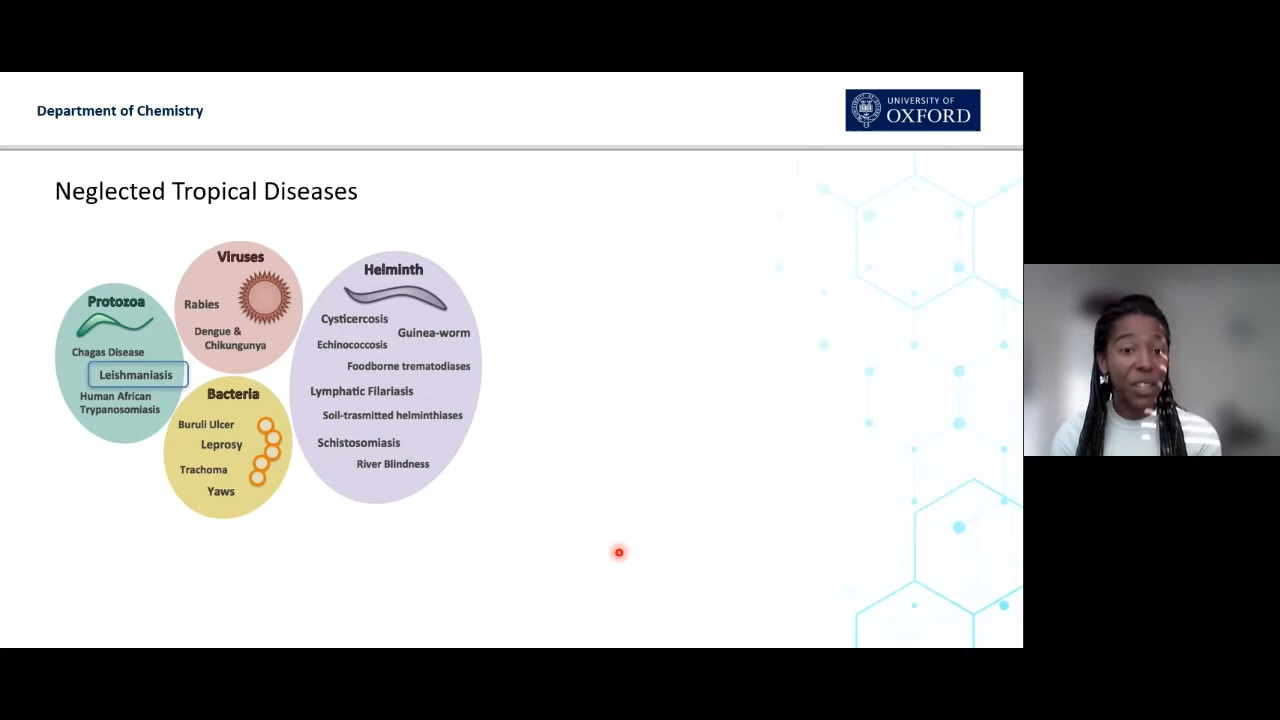 Department of Chemistry
UNIVERSITY OF
OXFORD
Neglected Tropical Diseases
Protozoa
Chagas Disease
Leishmaniasis
Human African
Trypanosomiasis
Viruses
Rabies
Dengue &
Chikungunya
Bacteria
Buruli Ulcer
Leprosy
Trachoma
Yaws
Helminth
Cysticercosis
Guinea-worm
Echinoccosis
Foodborne trematodiases
Lymphatic Filariasis
Soil-trasmitted helminthiases
Schistosomiasis
River Blindness